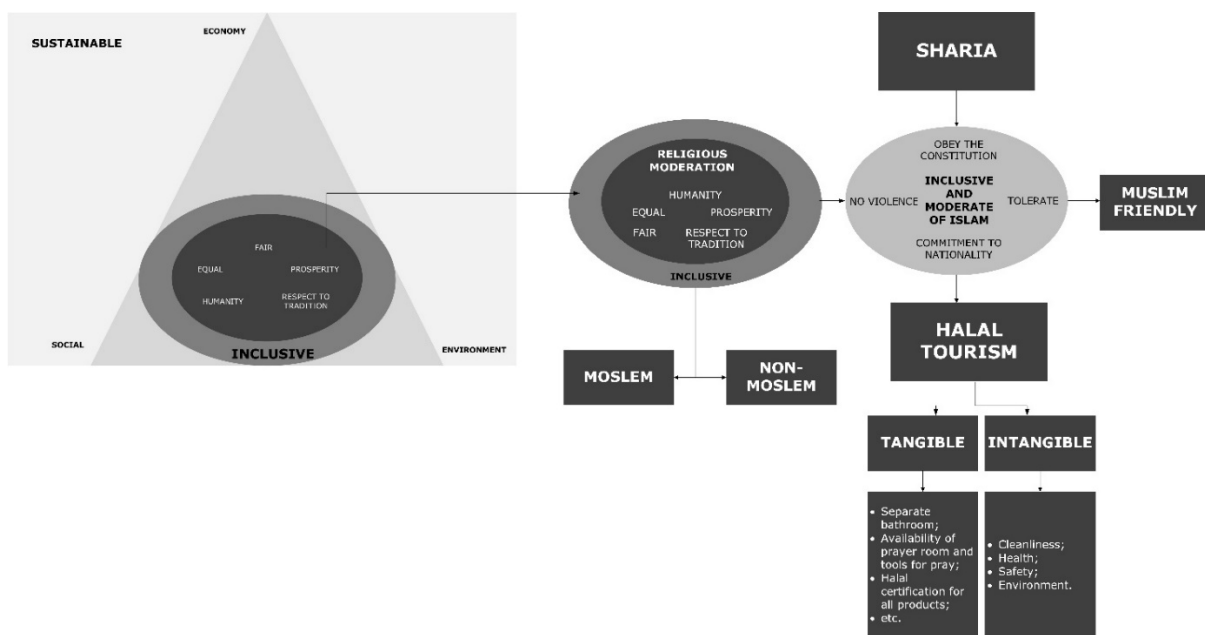 SUSTAINABLE
ECONOMY
FAIR
EQUAL
PROSPERITY
HUMANITY
RESPECT TO
TRADITION
SOCIAL
INCLUSIVE
ENVIRONMENT
RELIGIOUS
MODERATION
HUMANITY
EQUAL
PROSPERITY
FAIR
RESPECT TO
TRADITION
INCLUSIVE
MOSLEM
NON-
MOSLEM
SHARIA
OBEY THE
CONSTITUTION
NO VIOLENCE
INCLUSIVE
AND
MODERATE
OF ISLAM
TOLERATE
COMMITMENT TO
NATIONALITY
MUSLIM
FRIENDLY
HALAL
TOURISM
TANGIBLE
INTANGIBLE
• Separate
bathroom;
• Availability of
prayer room and
tools for pray;
• Halal
certification for
all products;
• etc.
• Cleanliness;
• Health;
• Safety;
• Environment.